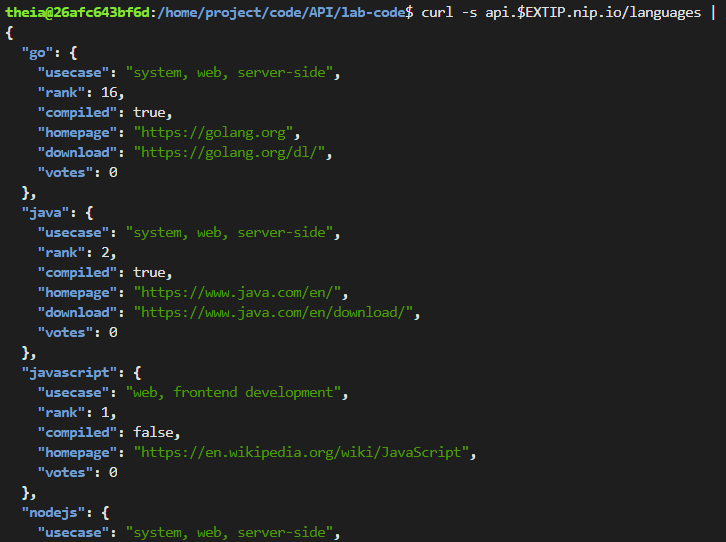 theia@26afc643bf6d:/home/project/code/API/lab-code$ curl -s api.$EXTIP.nip.io/languages |
{
  "go": {
    "usecase": "system, web, server-side",
    "rank": 16,
    "compiled": true,
    "homepage": "https://golang.org",
    "download": "https://golang.org/dl/",
    "votes": 0
  },
  "java": {
    "usecase": "system, web, server-side",
    "rank": 2,
    "compiled": true,
    "homepage": "https://www.java.com/en/",
    "download": "https://www.java.com/en/download/",
    "votes": 0
  },
  "javascript": {
    "usecase": "web, frontend development",
    "rank": 1,
    "compiled": false,
    "homepage": "https://en.wikipedia.org/wiki/JavaScript",
    "votes": 0
  },
  "nodejs": {
    "usecase": "system, web, server-side",